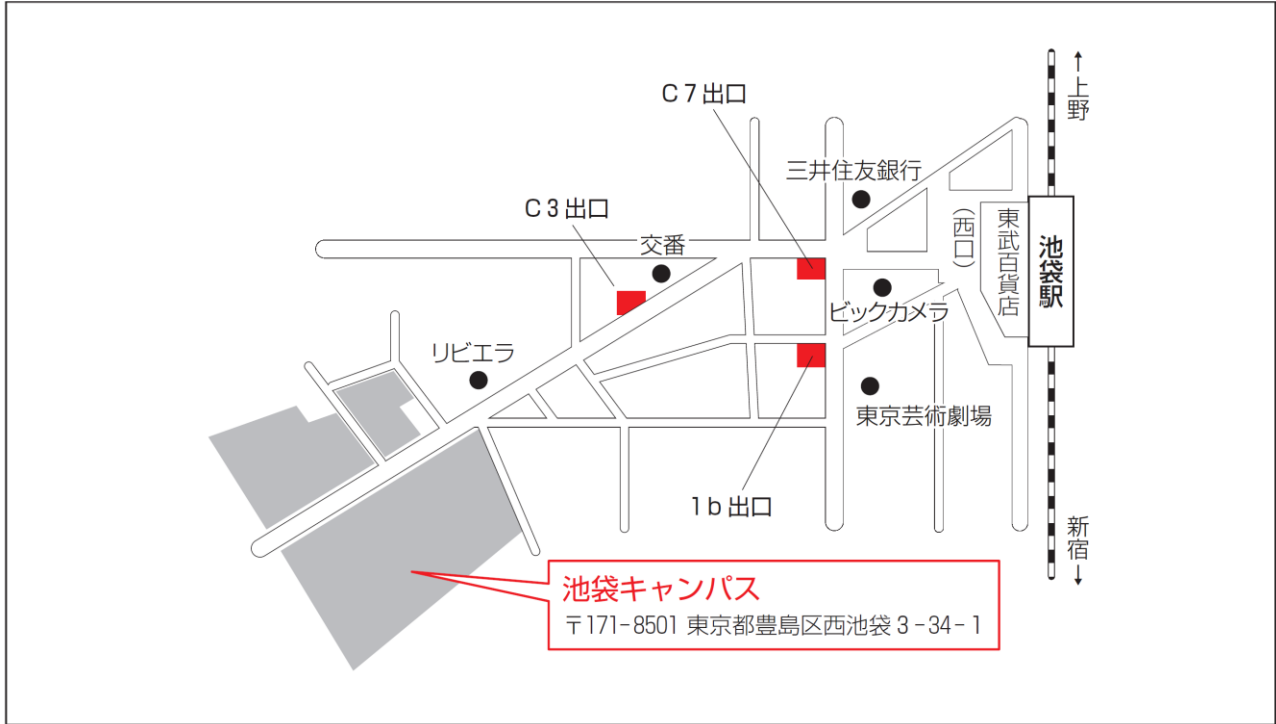 ↑上野
C7出口
三井住友銀行
C3出口
(西口)
東武百貨店
池袋駅
交番
ビックカメラ
リビエラ
東京芸術劇場
1b出口
新宿↓
池袋キャンパス
〒171-8501 東京都豊島区西池袋3-34-1